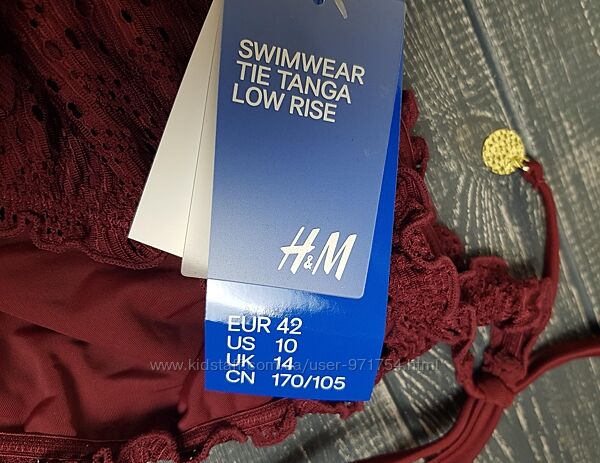 SWIMWEAR
TIE TANGA
LOW RISE
H&M
EUR 42
US 10
UK 14
CN 170/105
www.kidstaff.com.ua/user-971754.html